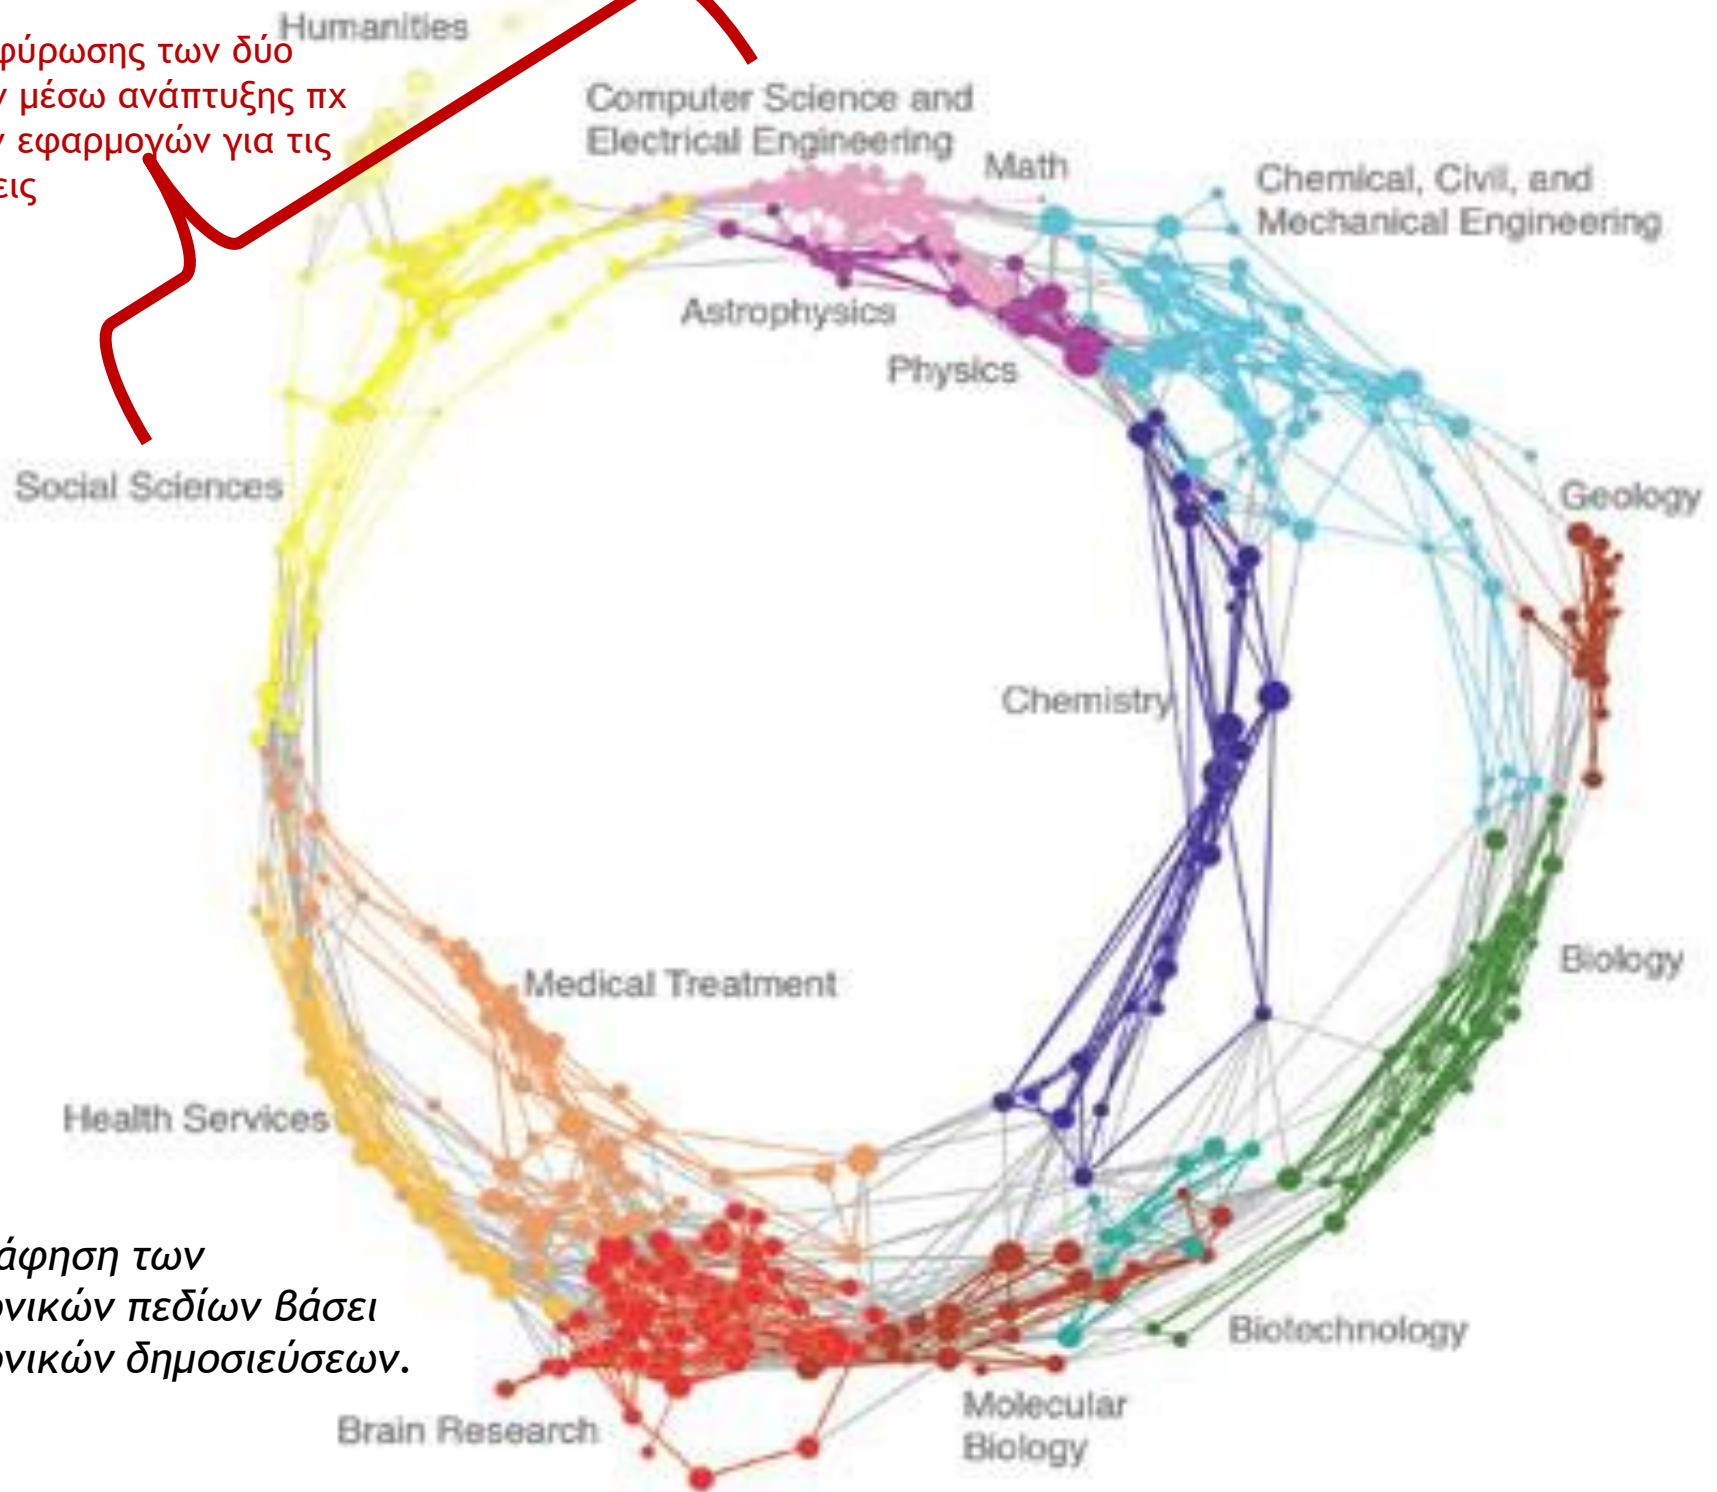 Humanities
φύρωσης των δύο
ν μέσω ανάπτυξης πχ
ν εφαρμογών για τις
εις
Computer Science and
Electrical Engineering
Math
Chemical, Civil, and
Mechanical Engineering
Astrophysics
Physics
Social Sciences
Geology
Chemistry
Biology
Medical Treatment
Health Services
άφηση των
ονικών πεδίων βάσει
ονικών δημοσιεύσεων.
Biotechnology
Molecular
Biology
Brain Research